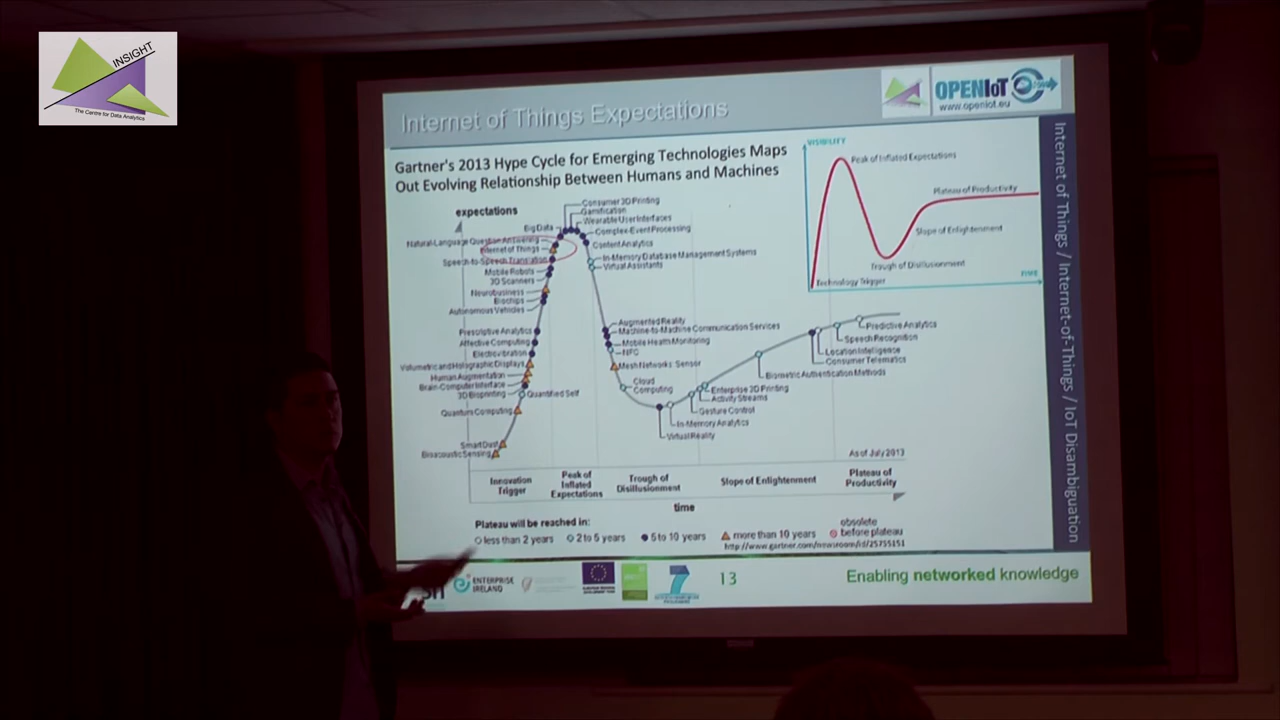 INSIGHT
The Centre for Data Analytics
Internet of Things Expectations
OPENIoT
www.openiot.eu
Gartner's 2013 Hype Cycle for Emerging Technologies Maps
Out Evolving Relationship Between Humans and Machines
expectations
Consumer 3D Printing
Gamification
Wearable User Interfaces
Big Data
Complex-Event Processing
Natural-Language Question Answering
Content Analytics
Internet of Things
In-Memory Database Management Systems
Speech-to-Speech Translation
Virtual Assistants
Mobile Robots
3D Scanners
Neurobusiness
Biochips
Autonomous Vehicles
Augmented Reality
Prescriptive Analytics
Machine-to-Machine Communication Services
Affective Computing
Mobile Health Monitoring
Electrovibration
NFC
Volumetric and Holographic Displays
Mesh Networks: Sensor
Human Augmentation
Brain-Computer Interface
3D Bioprinting
Quantified Self
Cloud
Computing
Quantum Computing
Smart Dust
Bioacoustic Sensing
Enterprise 3D Printing
Activity Streams
Gesture Control
In-Memory Analytics
Virtual Reality
Biometric Authentication Methods
Consumer Telematics
Location Intelligence
Speech Recognition
Predictive Analytics
As of July 2013
Innovation
Trigger
Peak of
Inflated
Expectations
Trough of
Disillusionment
Slope of Enlightenment
Plateau of
Productivity
time
Plateau will be reached in:
less than 2 years
2 to 5 years
5 to 10 years
more than 10 years
obsolete
before plateau
VISIBILITY
Peak of Inflated Expectations
Plateau of Productivity
Slope of Enlightenment
Trough of Disillusionment
Technology Trigger
TIME
Internet of Things / Internet-of-Things / IoT Disambiguation
ENTERPRISE
IRELAND
13
Enabling networked knowledge